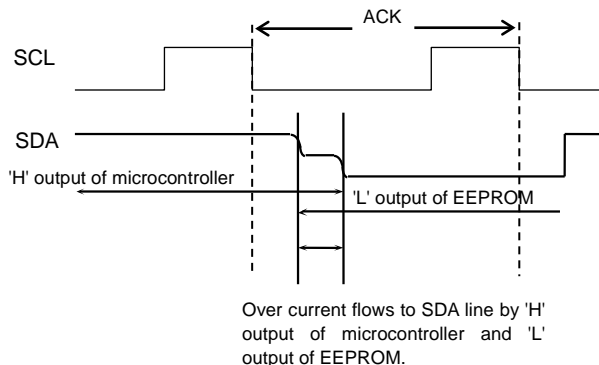 ACK
SCL
SDA
'H' output of microcontroller
'L' output of EEPROM
Over current flows to SDA line by 'H'
output of microcontroller and 'L'
output of EEPROM.